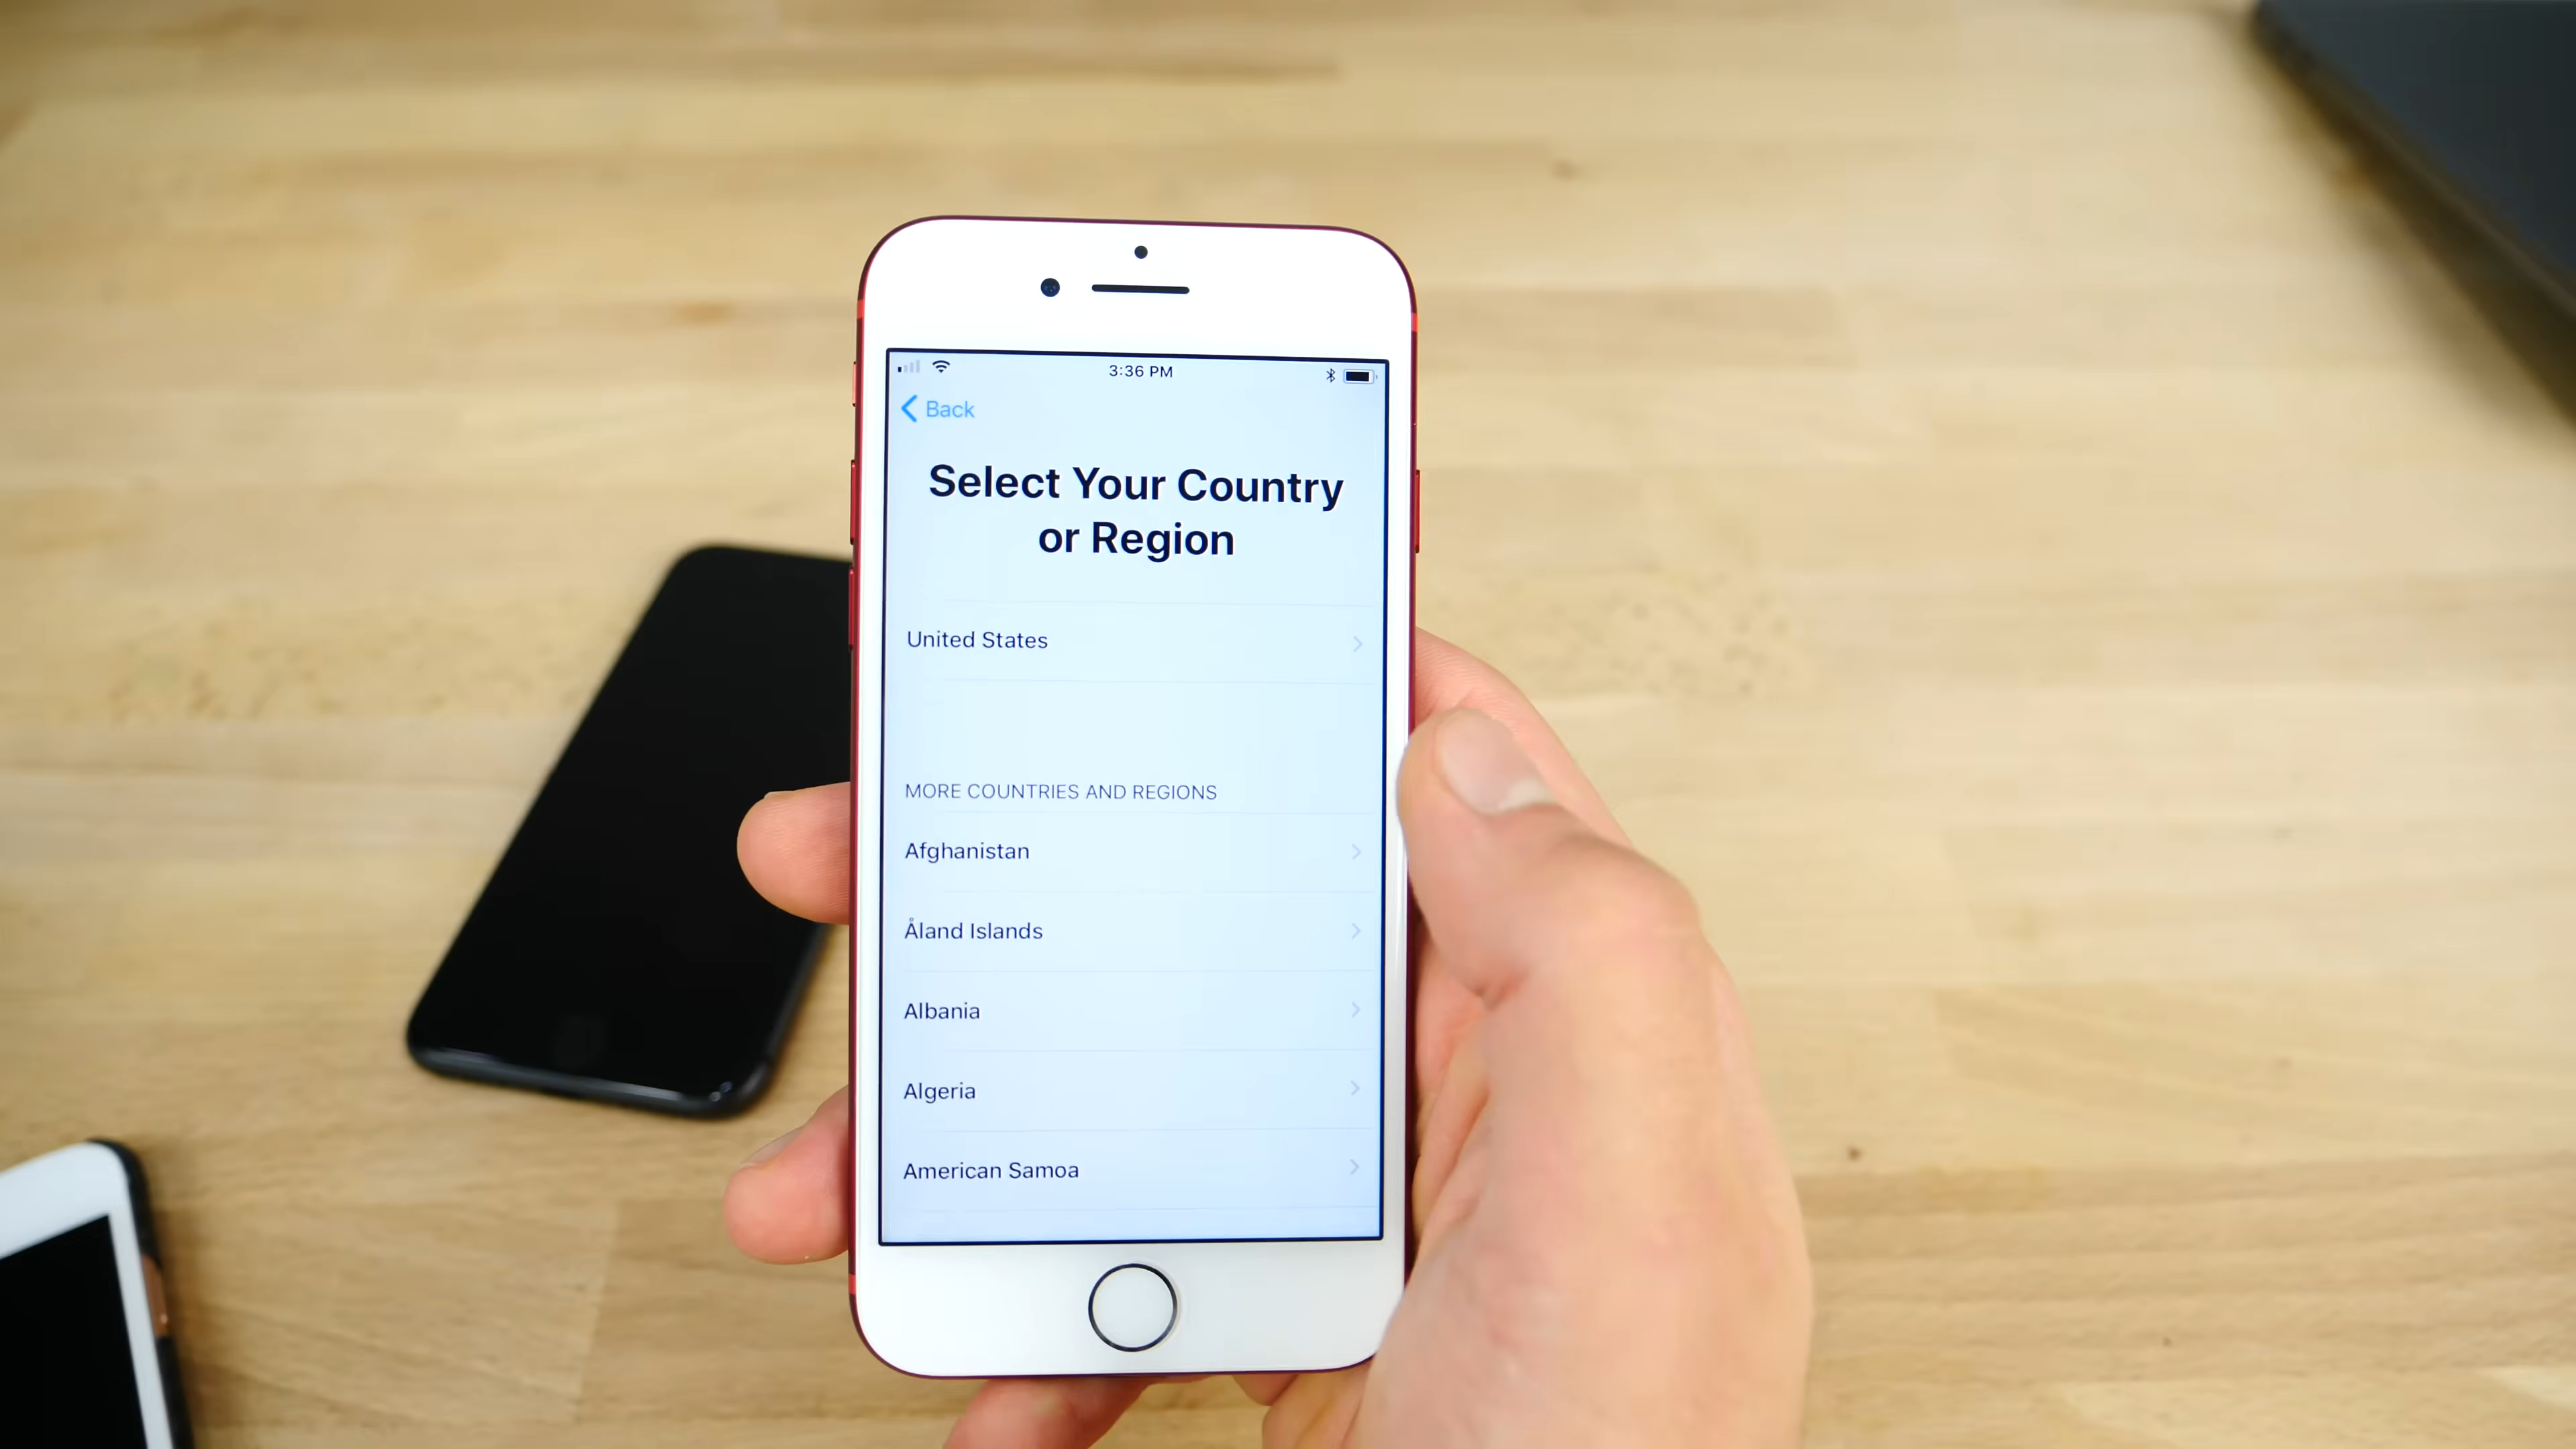 3:36 PM
Back
Select Your Country
or Region
United States
MORE COUNTRIES AND REGIONS
Afghanistan
Åland Islands
Albania
Algeria
American Samoa